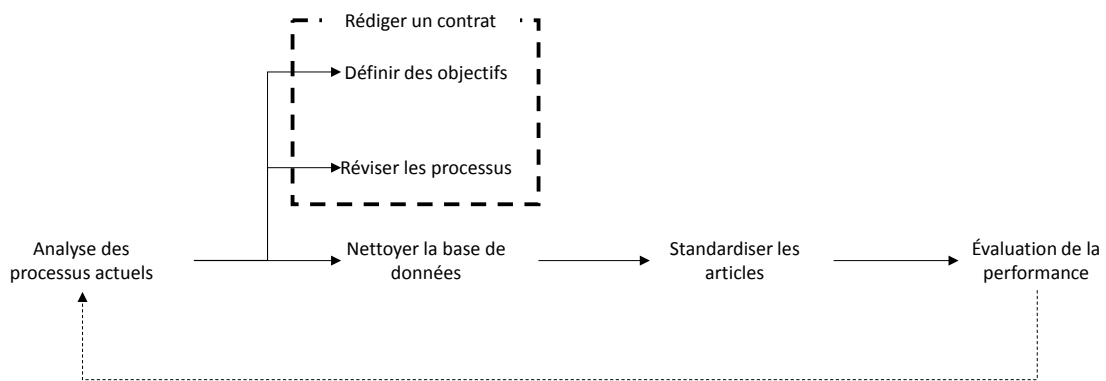 Rédiger un contrat
Définir des objectifs
Réviser les processus
Analyse des
processus actuels
Nettoyer la base de
données
Standardiser les
articles
Évaluation de la
performance